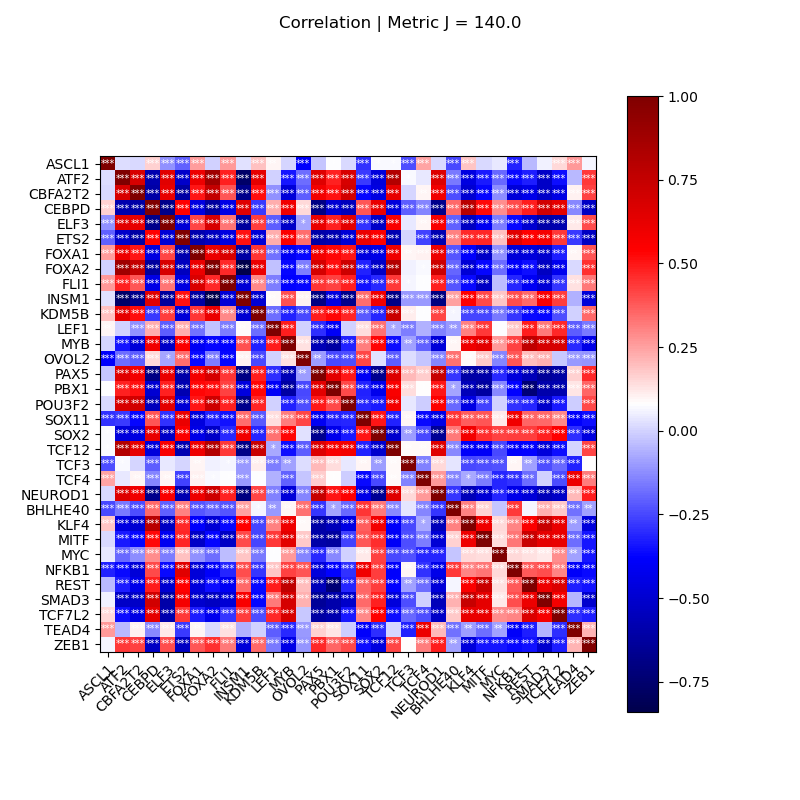 Correlation | Metric J = 140.0
ASCL1
ATF2
CBFA2T2
CEBPD
ELF3
ETS2
FOXA1
FOXA2
FLI1
INSM1
KDM5B
LEF1
MYB
OVOL2
PAX5
PBX1
POU3F2
SOX11
SOX2
TCF12
TCF3
TCF4
NEUROD1
BHLHE40
KLF4
MITF
MYC
NFKB1
REST
SMAD3
TCF7L2
TEAD4
ZEB1
ASCL1
ATF2
CBFA2T2
CEBPD
ELF3
ETS2
FOXA1
FOXA2
FLI1
INSM1
KDM5B
LEF1
MYB
OVOL2
PAX5
PBX1
POU3F2
SOX11
SOX2
TCF12
TCF3
TCF4
NEUROD1
BHLHE40
KLF4
MITF
MYC
NFKB1
REST
SMAD3
TCF7L2
TEAD4
ZEB1
1.00
0.75
0.50
0.25
0.00
−0.25
−0.50
−0.75